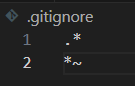 .gitignore
1 .*
2 *~